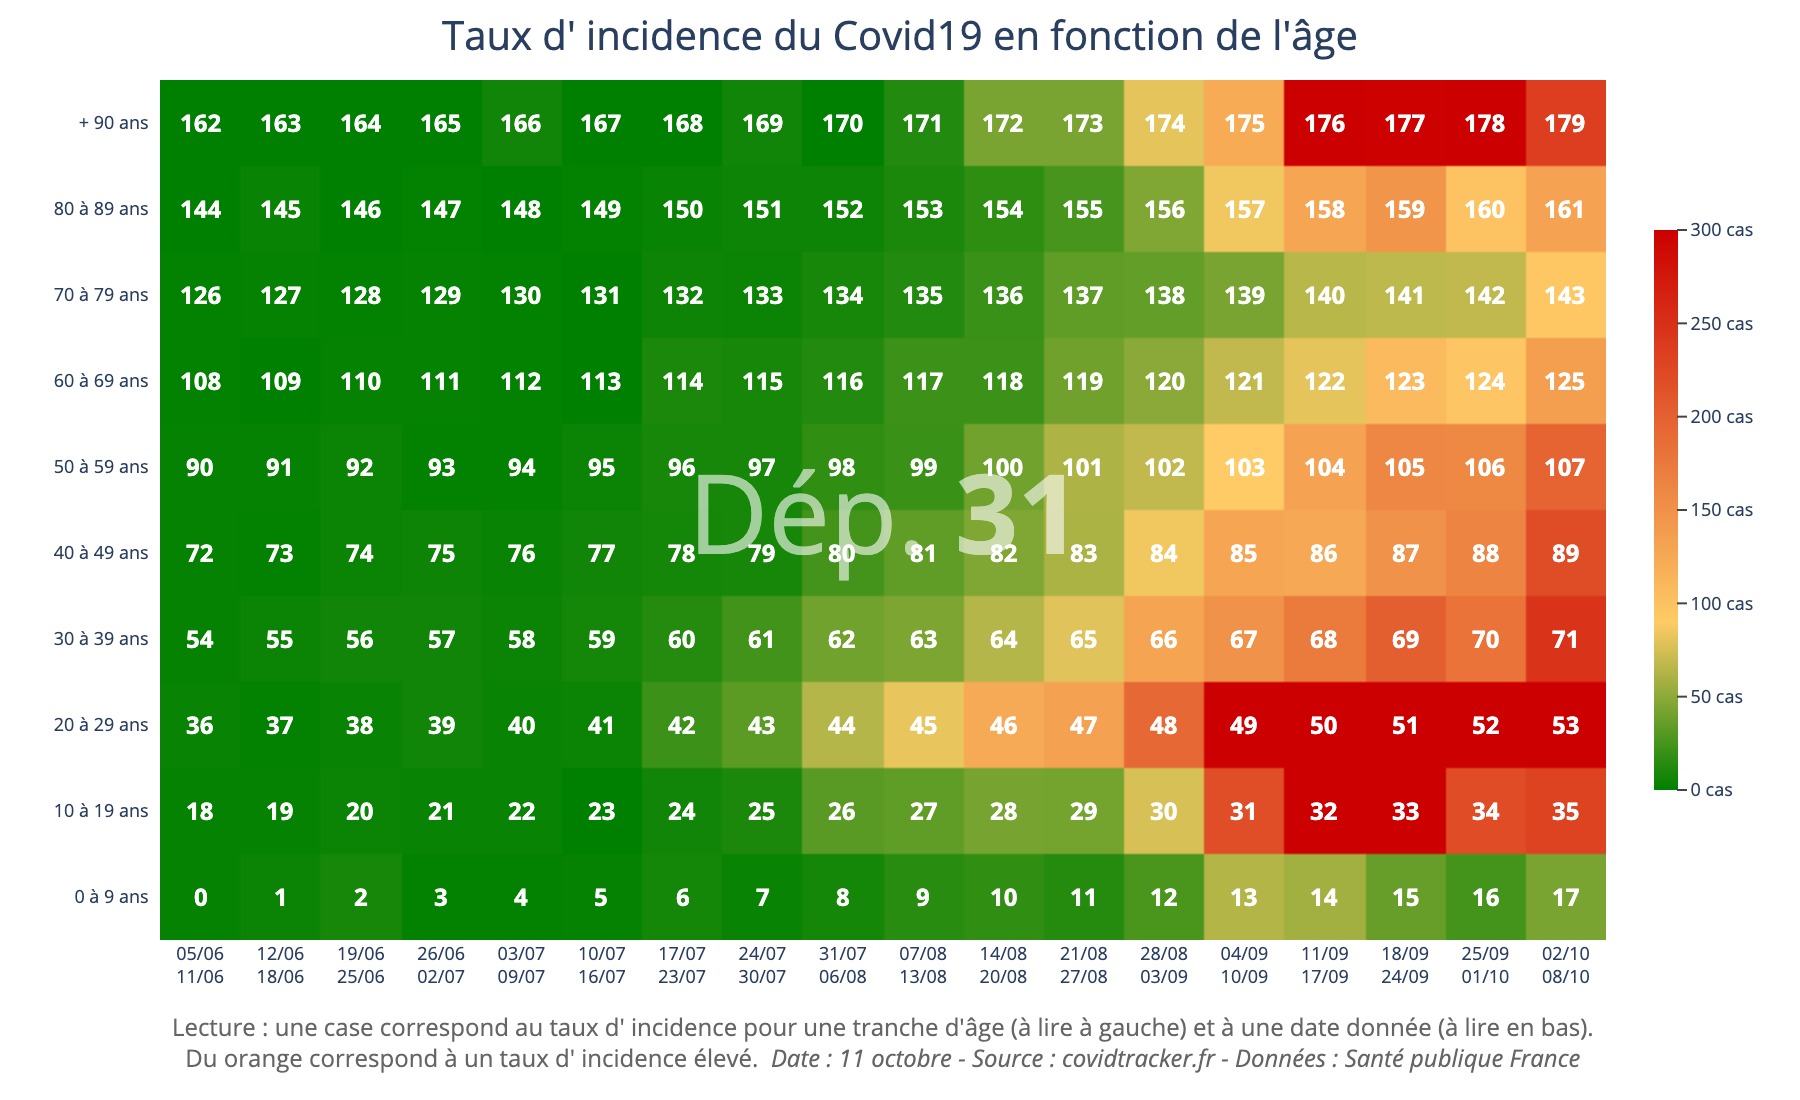 Taux d' incidence du Covid19 en fonction de l'âge
+ 90 ans 162 163 164 165 166 167 168 169 170 171 172 173 174 175 176 177 178 179
80 à 89 ans 144 145 146 147 148 149 150 151 152 153 154 155 156 157 158 159 160 161
70 à 79 ans 126 127 128 129 130 131 132 133 134 135 136 137 138 139 140 141 142 143
60 à 69 ans 108 109 110 111 112 113 114 115 116 117 118 119 120 121 122 123 124 125
50 à 59 ans 90 91 92 93 94 95 96 97 98 99 100 101 102 103 104 105 106 107
Dép. 31
40 à 49 ans 72 73 74 75 76 77 78 79 80 81 82 83 84 85 86 87 88 89
30 à 39 ans 54 55 56 57 58 59 60 61 62 63 64 65 66 67 68 69 70 71
20 à 29 ans 36 37 38 39 40 41 42 43 44 45 46 47 48 49 50 51 52 53
10 à 19 ans 18 19 20 21 22 23 24 25 26 27 28 29 30 31 32 33 34 35
0 à 9 ans 0 1 2 3 4 5 6 7 8 9 10 11 12 13 14 15 16 17
05/06 12/06 19/06 26/06 03/07 10/07 17/07 24/07 31/07 07/08 14/08 21/08 28/08 04/09 11/09 18/09 25/09 02/10
11/06 18/06 25/06 02/07 09/07 16/07 23/07 30/07 06/08 13/08 20/08 27/08 03/09 10/09 17/09 24/09 01/10 08/10
300 cas
250 cas
200 cas
150 cas
100 cas
50 cas
0 cas
Lecture : une case correspond au taux d' incidence pour une tranche d'âge (à lire à gauche) et à une date donnée (à lire en bas).
Du orange correspond à un taux d' incidence élevé. Date : 11 octobre - Source : covidtracker.fr - Données : Santé publique France